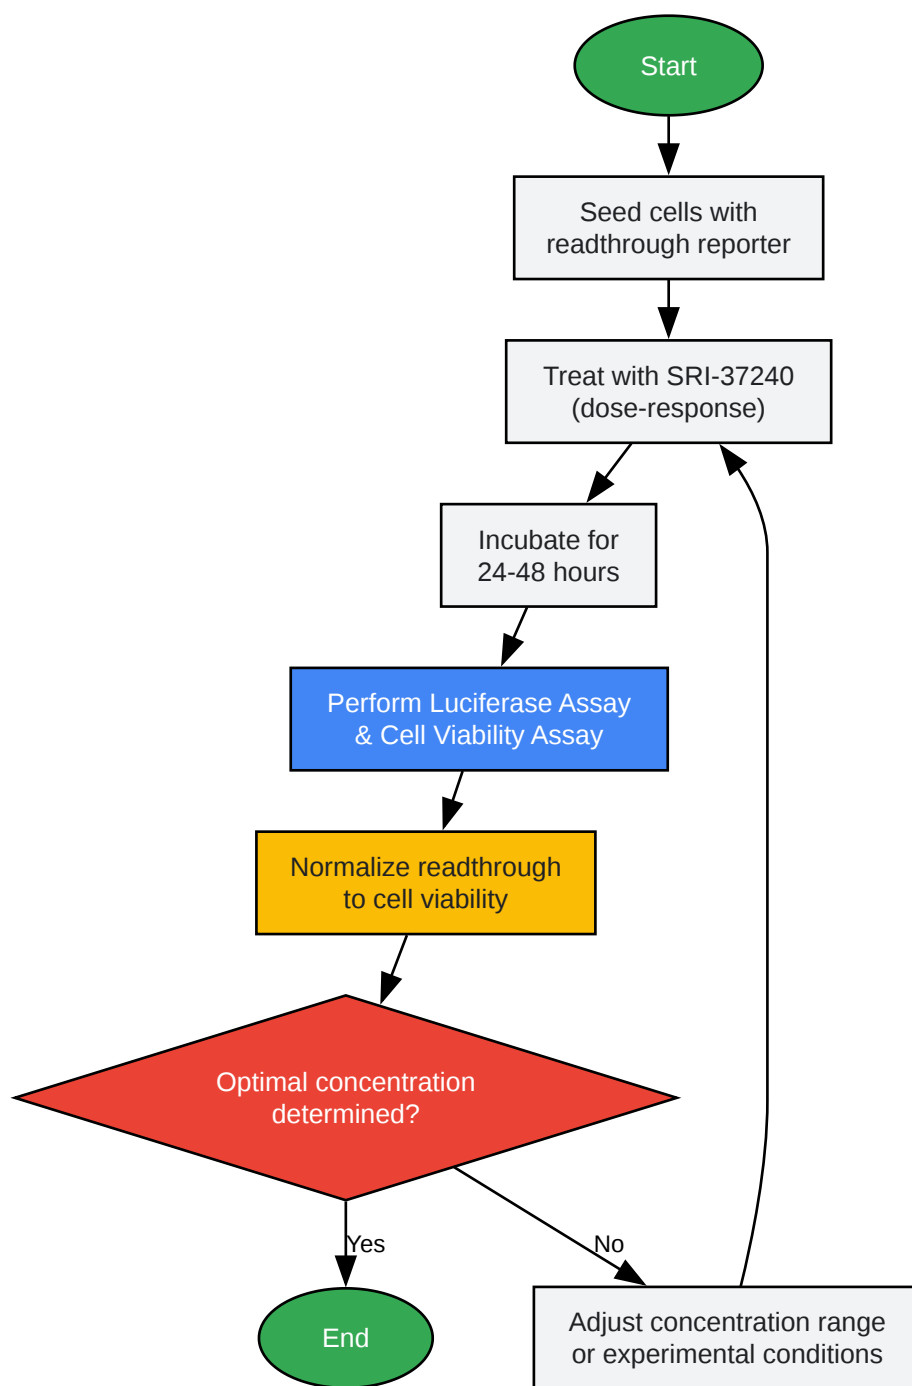 Start
Seed cells with
readthrough reporter
Treat with SRI-37240
(dose-response)
Incubate for
24-48 hours
Perform Luciferase Assay
& Cell Viability Assay
Normalize readthrough
to cell viability
Optimal concentration
determined?
Yes
No
End
Adjust concentration range
or experimental conditions